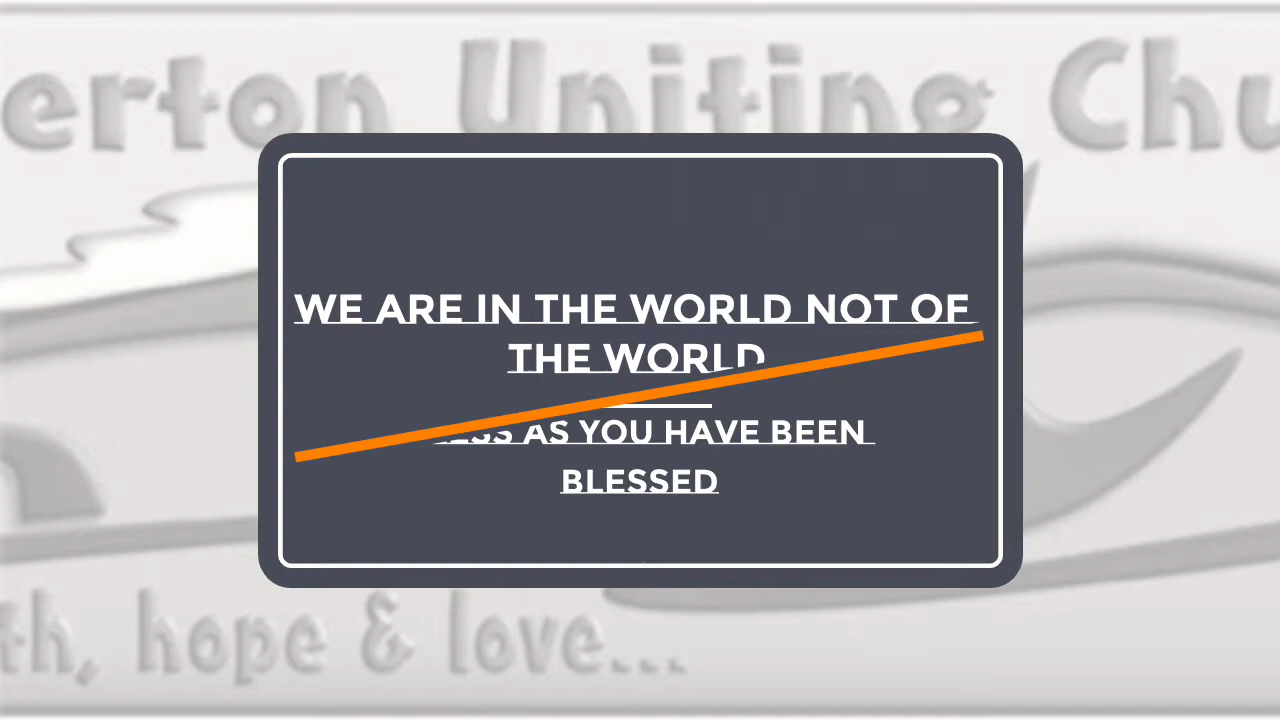 erton Uniting Chu
WE ARE IN THE WORLD NOT OF
THE WORLD
AS YOU HAVE BEEN
BLESSED
th, hope & love...